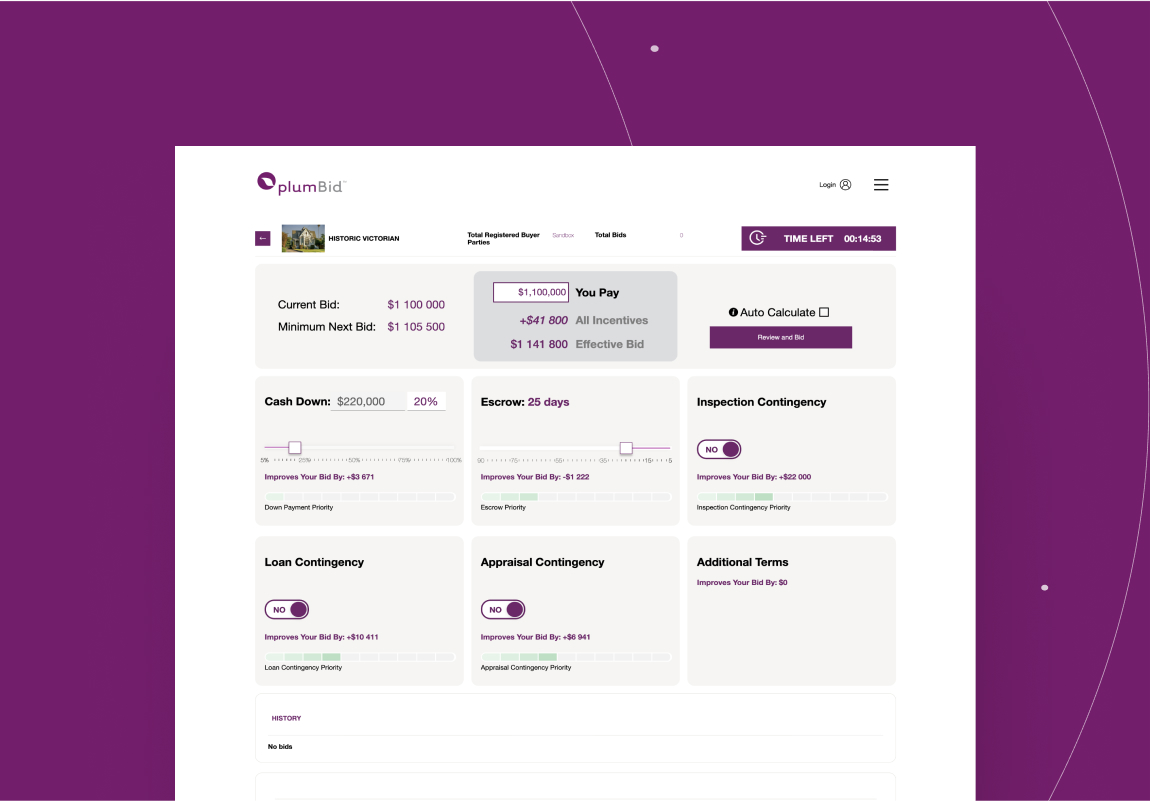 plumBid™
Login
←
HISTORIC VICTORIAN
Total Registered Buyer
Parties
Sandbox
Total Bids
0
TIME LEFT 00:14:53
Current Bid: $1 100 000
Minimum Next Bid: $1 105 500
$1,100,000 You Pay
+$41 800 All Incentives
$1 141 800 Effective Bid
Auto Calculate
Review and Bid
Cash Down: $220,000 20%
5% 25% 50% 75% 100%
Improves Your Bid By: +$3 671
Down Payment Priority
Escrow: 25 days
90 75 55 35 15 5
Improves Your Bid By: -$1 222
Escrow Priority
Inspection Contingency
NO
Improves Your Bid By: +$22 000
Inspection Contingency Priority
Loan Contingency
NO
Improves Your Bid By: +$10 411
Loan Contingency Priority
Appraisal Contingency
NO
Improves Your Bid By: +$6 941
Appraisal Contingency Priority
Additional Terms
Improves Your Bid By: $0
HISTORY
No bids